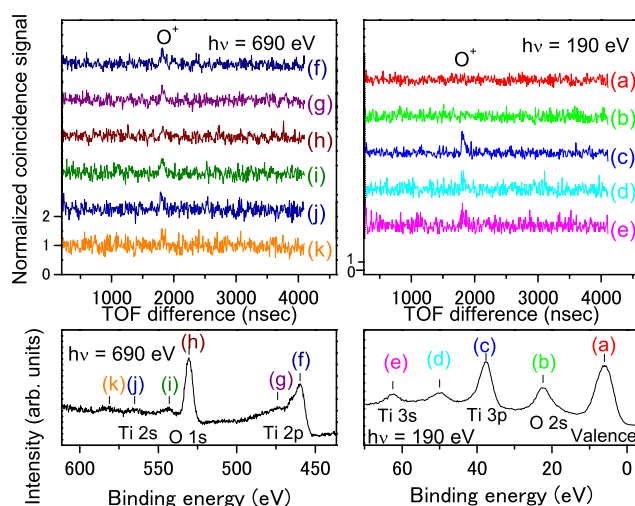 O⁺
hν = 690 eV
(f)
(g)
(h)
(i)
(j)
(k)
2
1
0
1000 2000 3000 4000
TOF difference (nsec)
Normalized coincidence signal
hν = 190 eV
O⁺
(a)
(b)
(c)
(d)
(e)
1
0
1000 2000 3000 4000
TOF difference (nsec)
hν = 690 eV
(h)
(f)
(k) (j) (i) (g)
Ti 2s O 1s Ti 2p
600 550 500 450
Binding energy (eV)
Intensity (arb. units)
(e) (d) (c) (b) (a)
Ti 3s Ti 3p O 2s Valence
hν = 190 eV
60 40 20 0
Binding energy (eV)